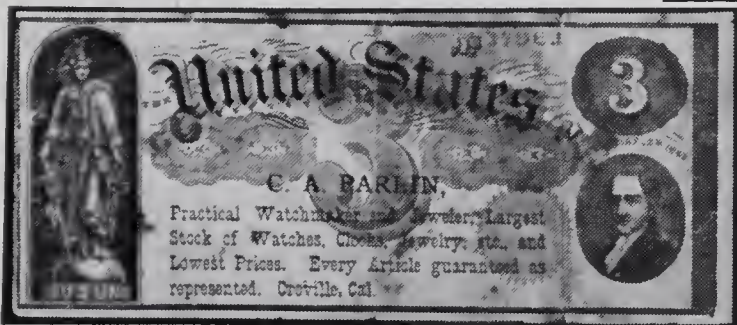 United States
3
C. A. PARLIN,
Practical Watchmaker and Jeweler, Largest
Stock of Watches, Clocks, Jewelry, etc., and
Lowest Prices. Every Article guaranteed as
represented. Oroville, Cal.